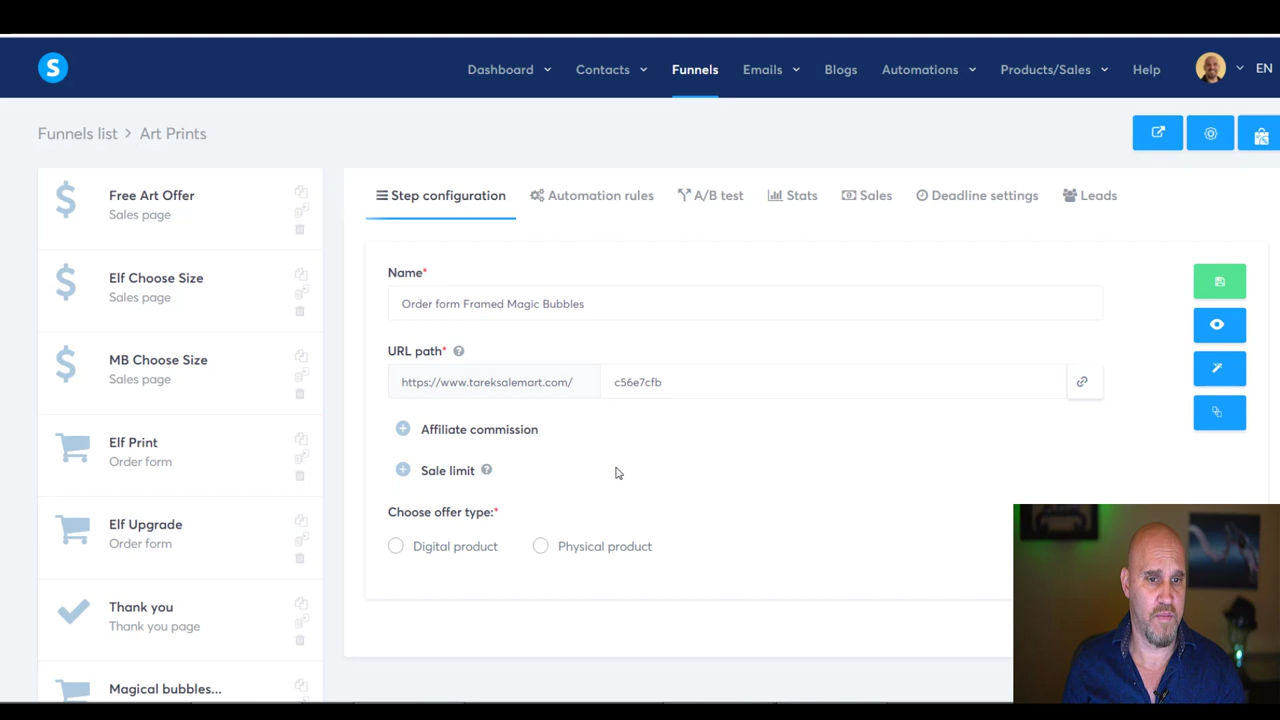 S
Dashboard
Contacts
Funnels
Emails
Blogs
Automations
Products/Sales
Help
EN
Funnels list > Art Prints
Free Art Offer
Sales page
Elf Choose Size
Sales page
MB Choose Size
Sales page
Elf Print
Order form
Elf Upgrade
Order form
Thank you
Thank you page
Magical bubbles...
Step configuration
Automation rules
A/B test
Stats
Sales
Deadline settings
Leads
Name*
Order form Framed Magic Bubbles
URL path* ?
https://www.tareksalemart.com/ c56e7cfb
Affiliate commission
Sale limit ?
Choose offer type:*
Digital product
Physical product